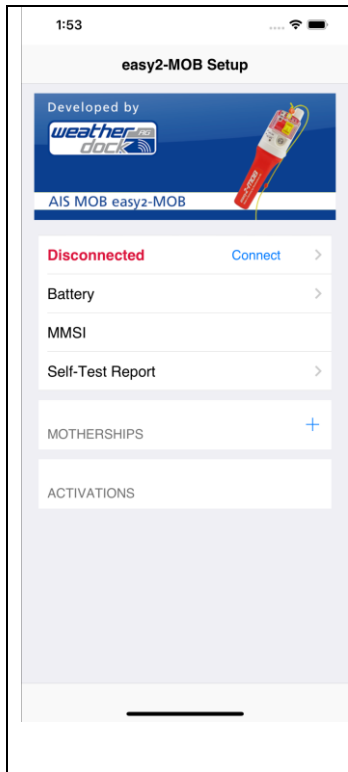 1:53
easy2-MOB Setup
Developed by
weather AG
dock
AIS MOB easy2-MOB
Disconnected Connect
Battery
MMSI
Self-Test Report
MOTHERSHIPS +
ACTIVATIONS